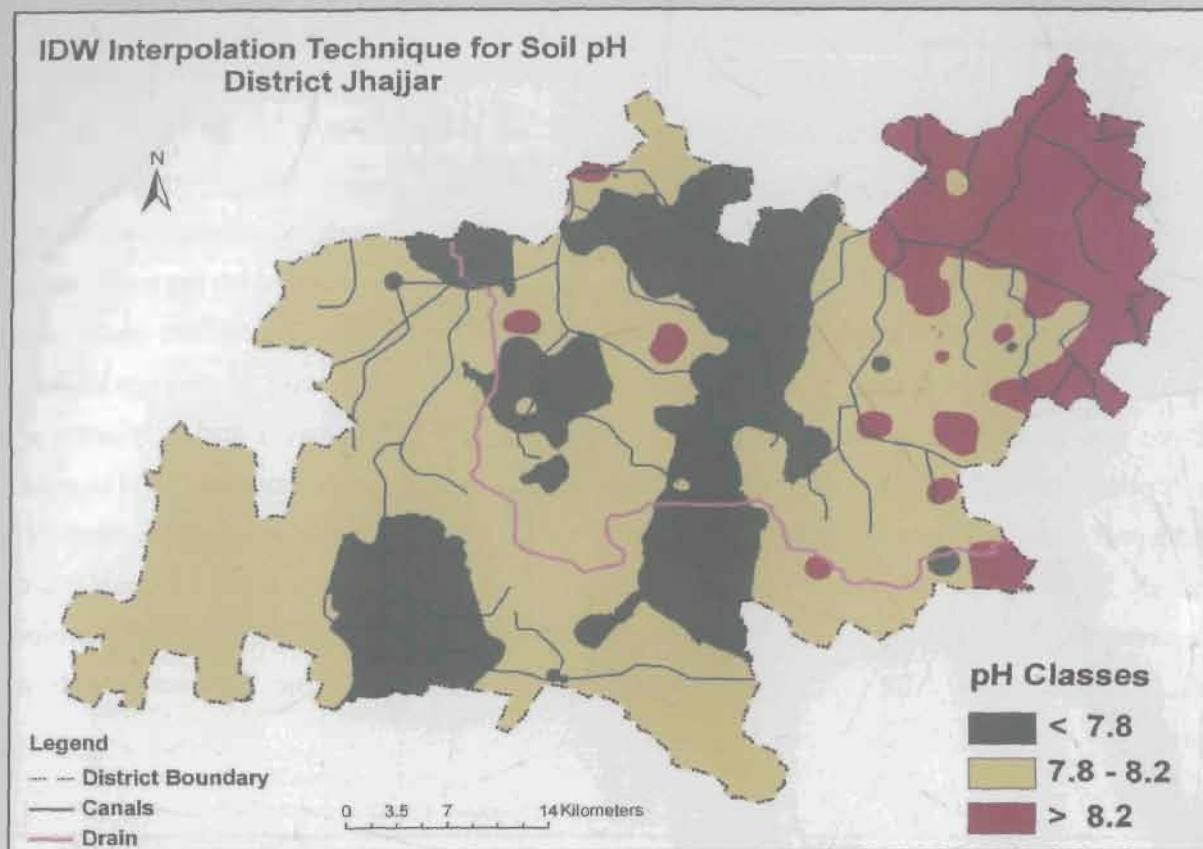 IDW Interpolation Technique for Soil pH
District Jhajjar
N
pH Classes
< 7.8
7.8 - 8.2
> 8.2
Legend
District Boundary
Canals
Drain
0 3.5 7 14 Kilometers